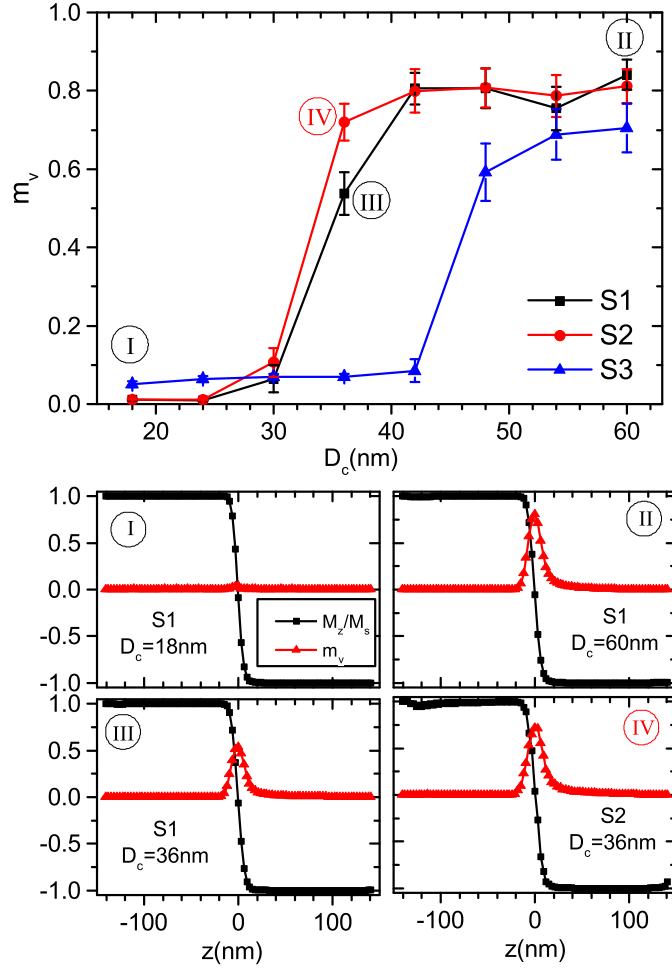 1.0
0.8
0.6
0.4
0.2
0.0
m_v
II
IV
III
I
S1
S2
S3
20 30 40 50 60
D_c(nm)
1.0
0.5
0.0
-0.5
-1.0
I
S1
D_c=18nm
M_z/M_s
m_v
II
S1
D_c=60nm
1.0
0.5
0.0
-0.5
-1.0
III
S1
D_c=36nm
IV
S2
D_c=36nm
-100 0 100
z(nm)
-100 0 100
z(nm)